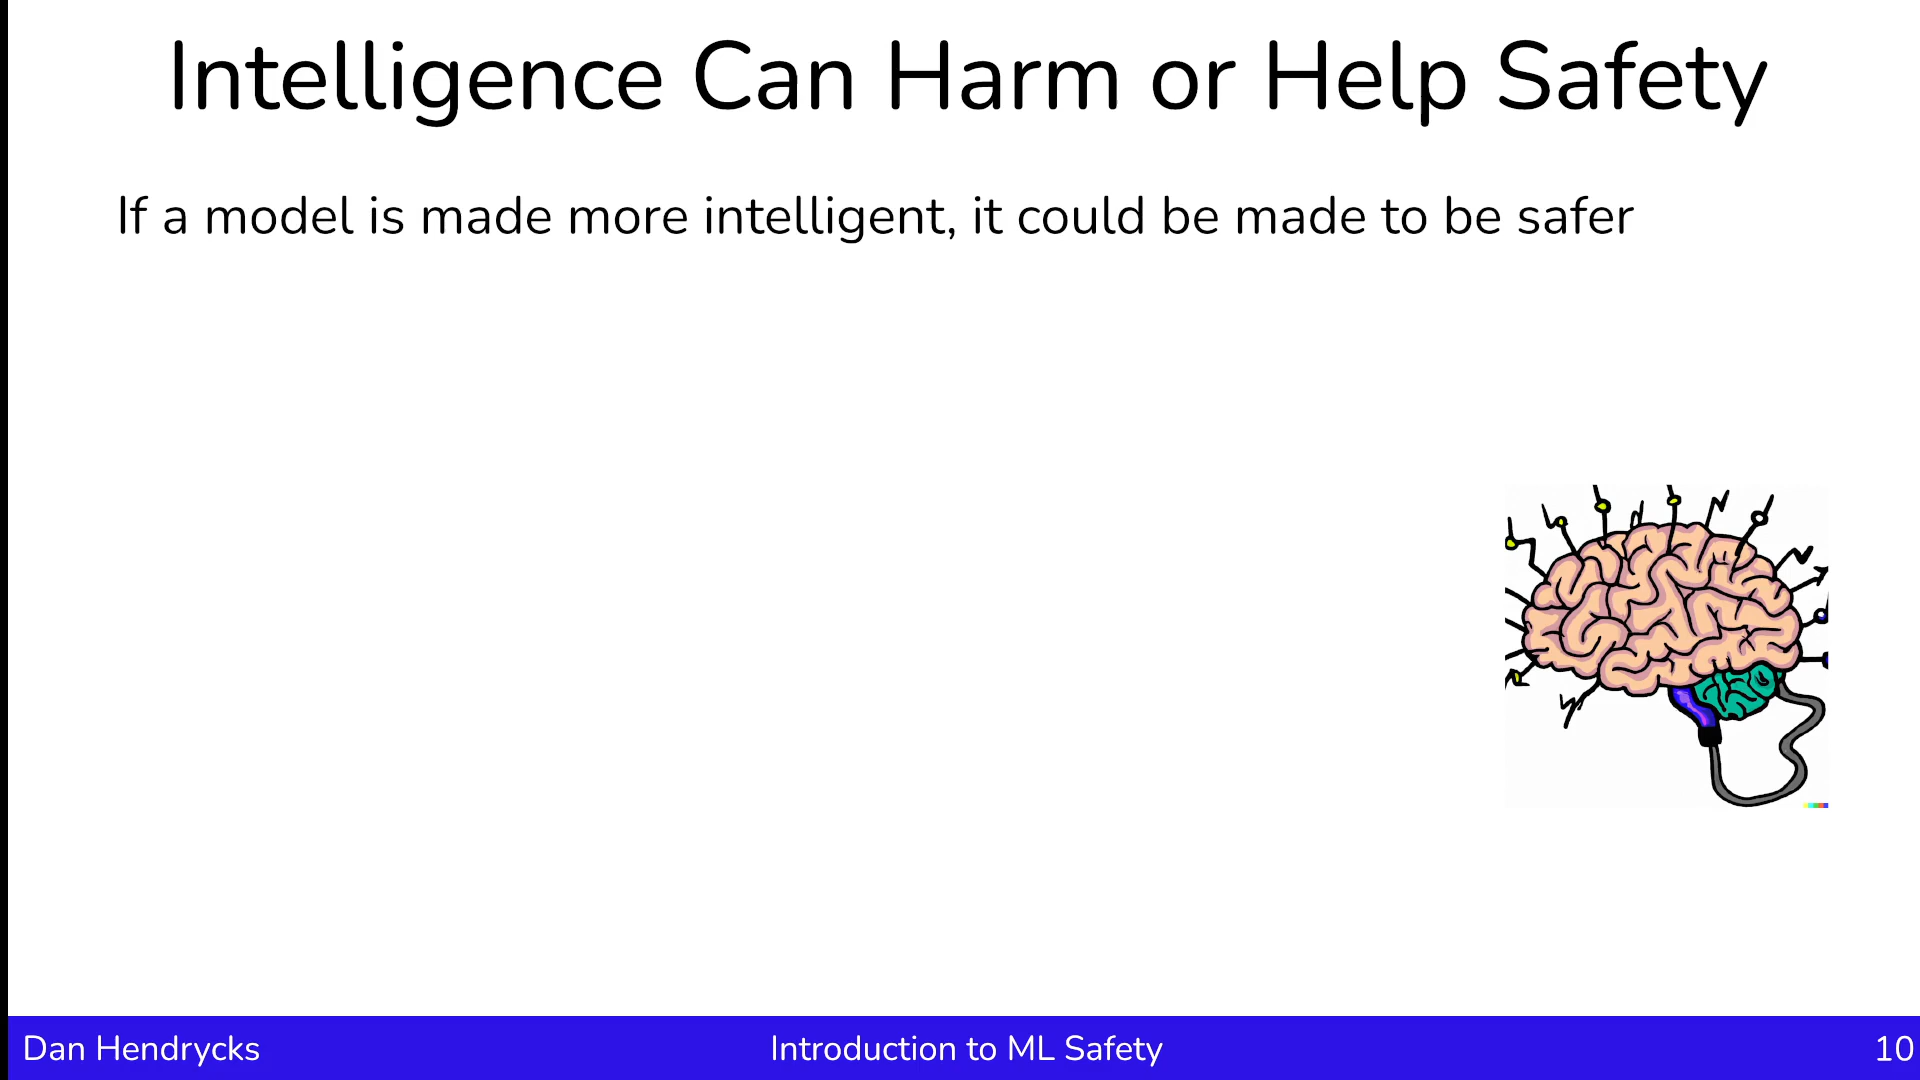 Intelligence Can Harm or Help Safety
If a model is made more intelligent, it could be made to be safer
Dan Hendrycks
Introduction to ML Safety
10